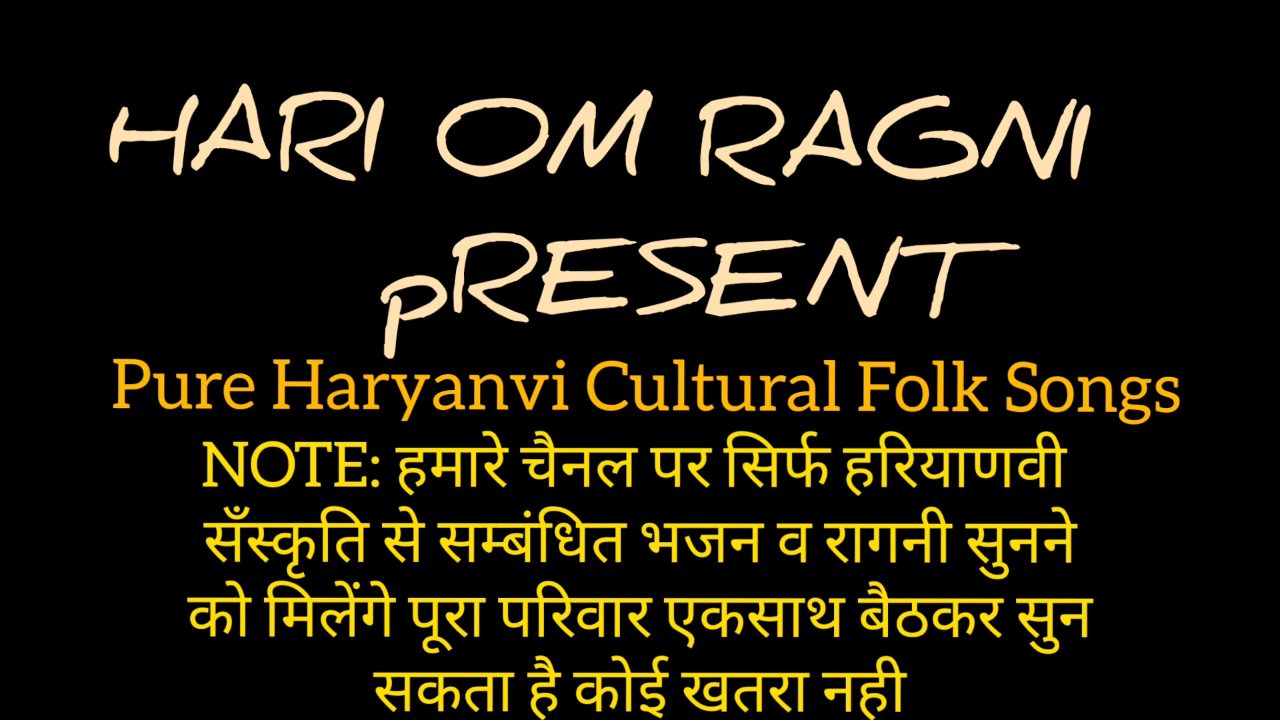 HARI OM RAGNI
pRESENT
Pure Haryanvi Cultural Folk Songs
NOTE: हमारे चैनल पर सिर्फ हरियाणवी
सँस्कृति से सम्बंधित भजन व रागनी सुनने
को मिलेंगे पूरा परिवार एकसाथ बैठकर सुन
सकता है कोई खतरा नही